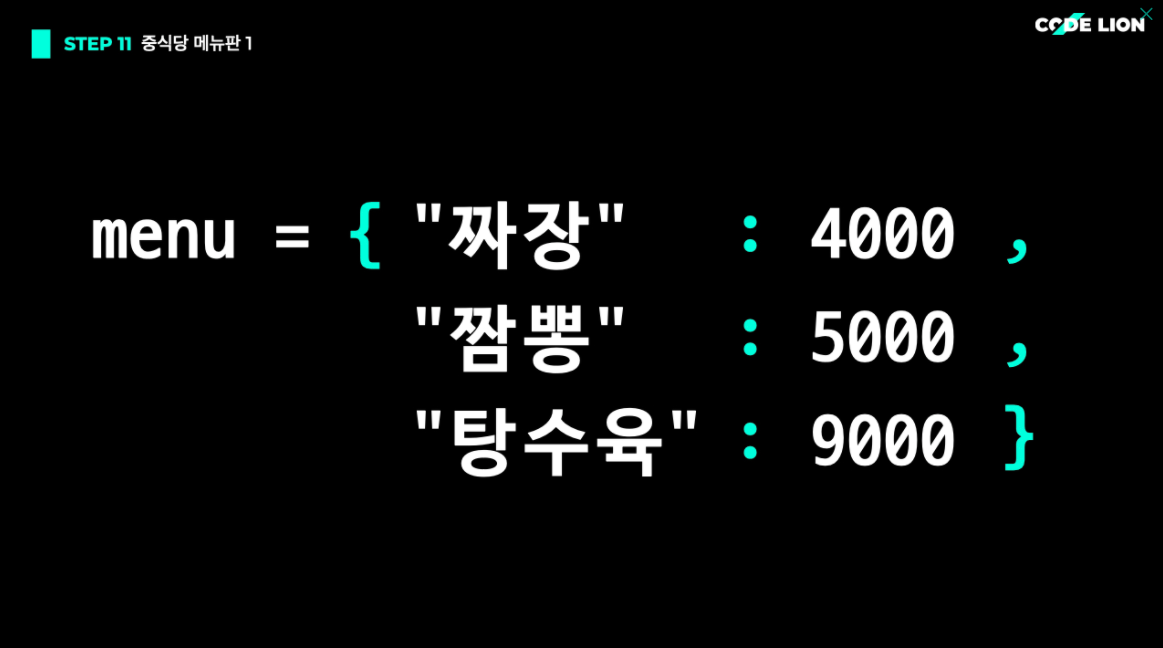 STEP 11 중식당 메뉴판 1
CODE LION
menu = { "짜장" : 4000 ,
"짬뽕" : 5000 ,
"탕수육" : 9000 }